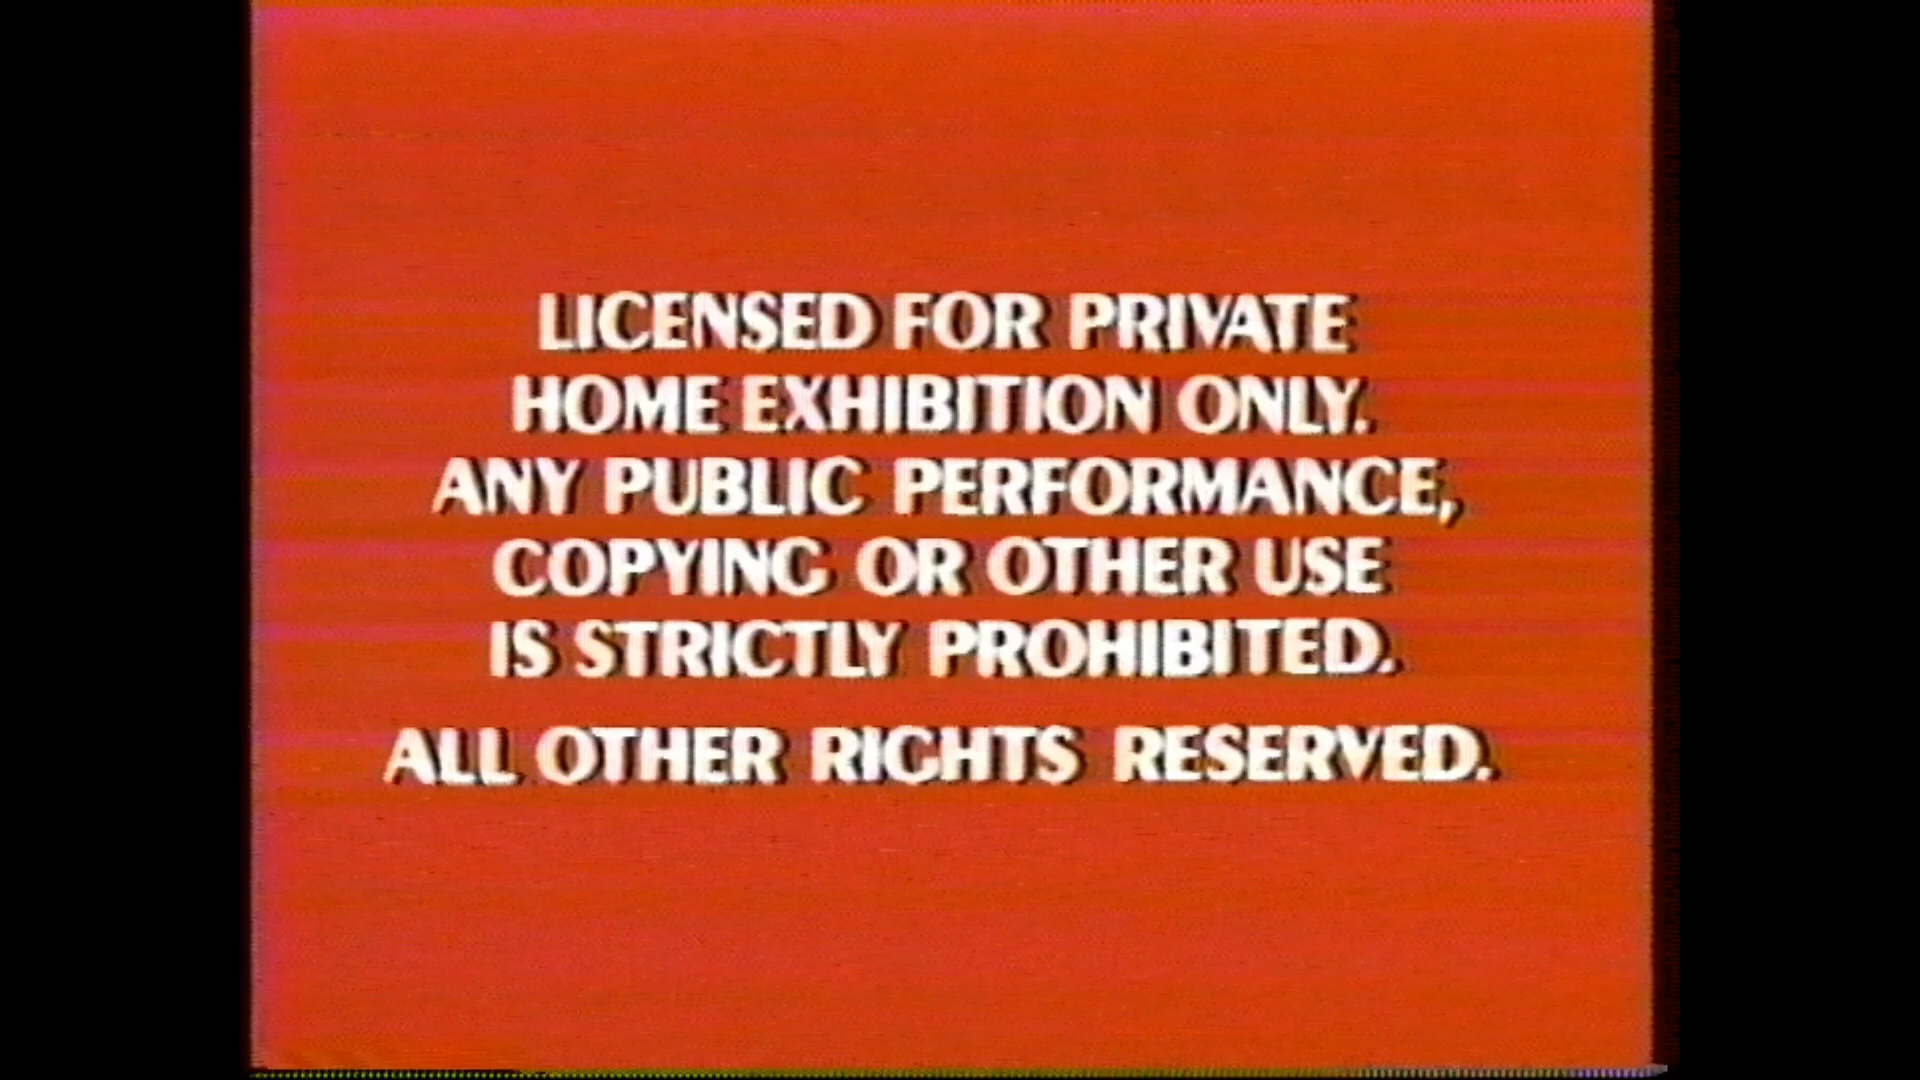 LICENSED FOR PRIVATE
HOME EXHIBITION ONLY.
ANY PUBLIC PERFORMANCE,
COPYING OR OTHER USE
IS STRICTLY PROHIBITED.
ALL OTHER RIGHTS RESERVED.